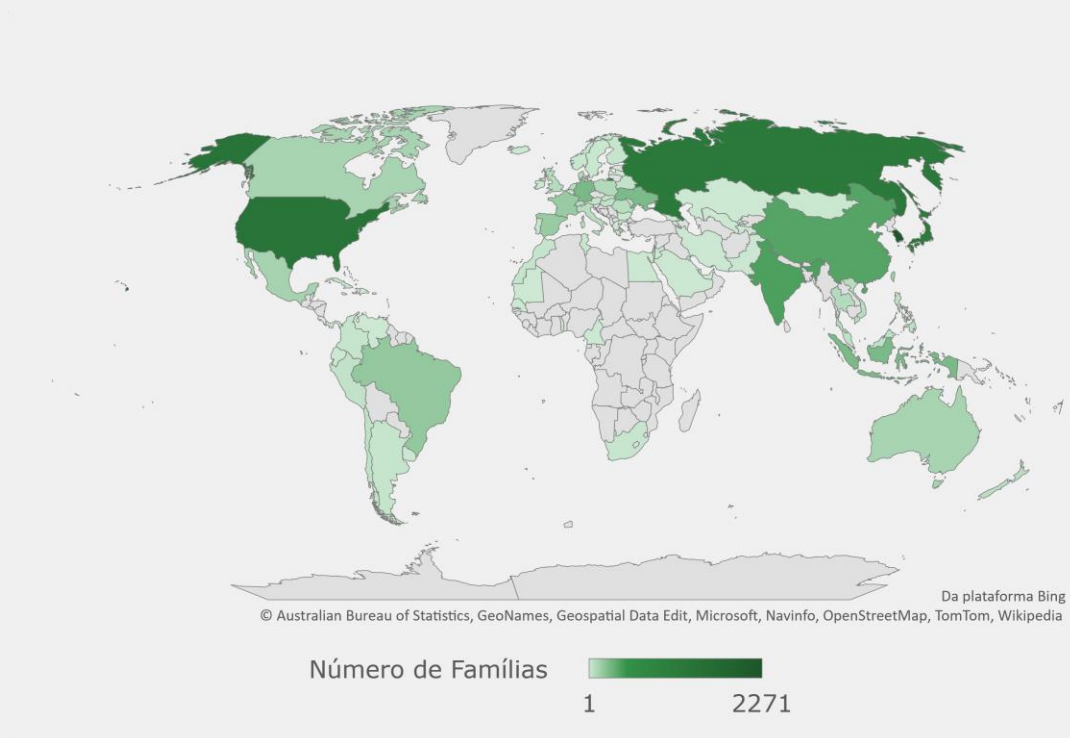 Da plataforma Bing
© Australian Bureau of Statistics, GeoNames, Geospatial Data Edit, Microsoft, Navinfo, OpenStreetMap, TomTom, Wikipedia
Número de Famílias
1 2271